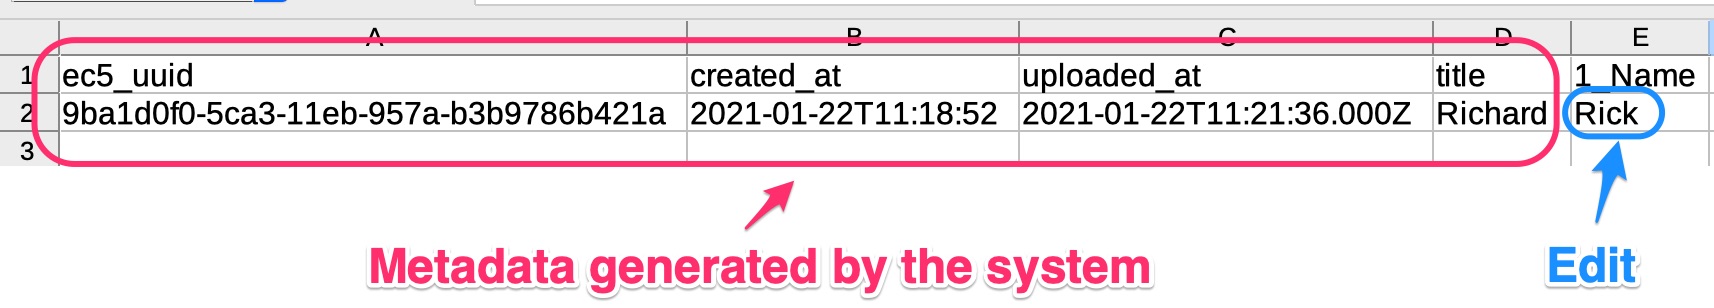 A B C D E
1 ec5_uuid created_at uploaded_at title 1_Name
2 9ba1d0f0-5ca3-11eb-957a-b3b9786b421a 2021-01-22T11:18:52 2021-01-22T11:21:36.000Z Richard Rick
3
Metadata generated by the system Edit